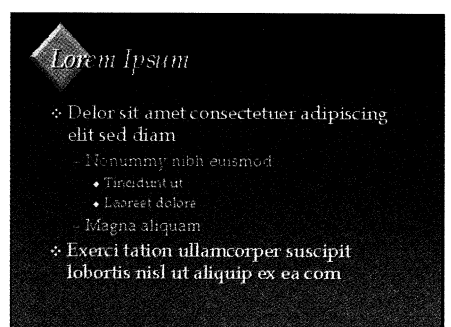 Lorem Ipsum
Delor sit amet consectetuer adipiscing
elit sed diam
– Nonummy nibh euismod
Tincidunt ut
Laoreet dolore
– Magna aliquam
Exerci tation ullamcorper suscipit
lobortis nisl ut aliquip ex ea com